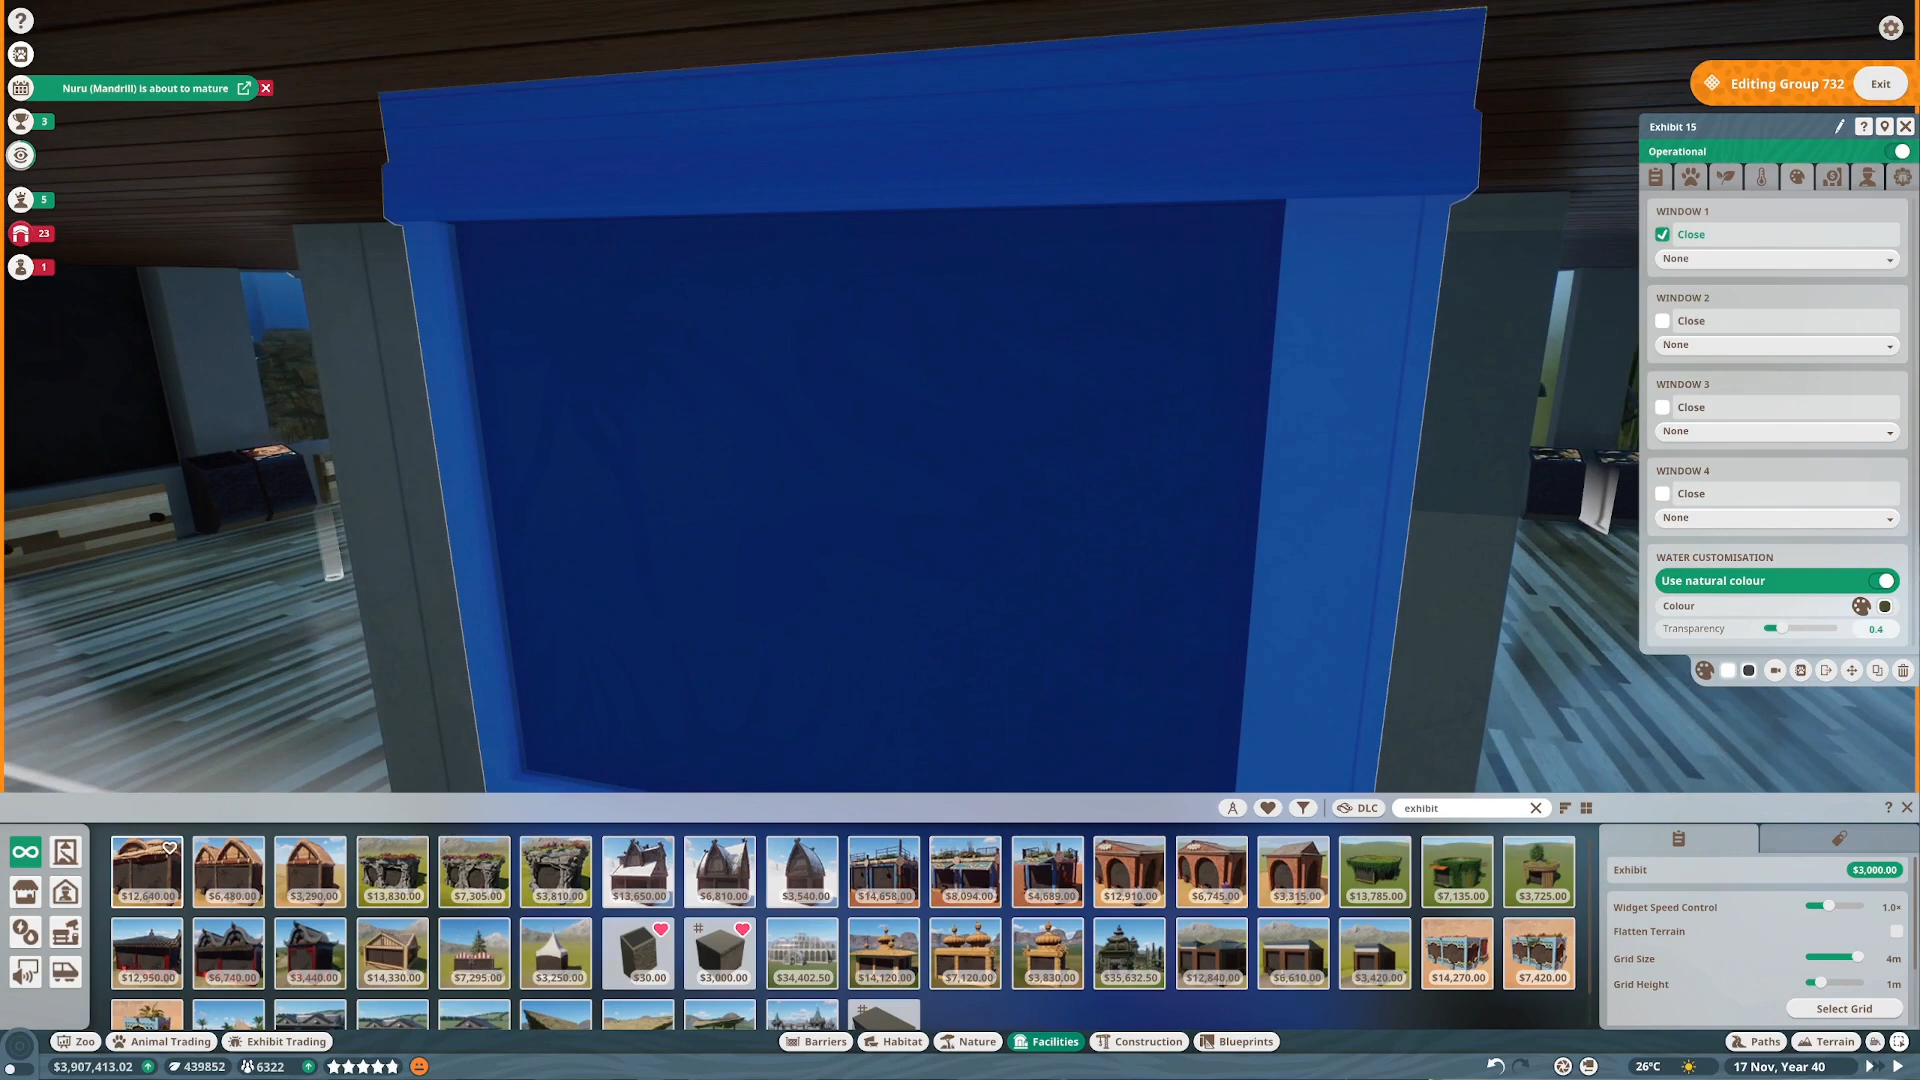 ?
Nuru (Mandrill) is about to mature
3
5
23
1
Editing Group 732
Exit
Exhibit 15
?
Operational
WINDOW 1
Close
None
WINDOW 2
Close
None
WINDOW 3
Close
None
WINDOW 4
Close
None
WATER CUSTOMISATION
Use natural colour
Colour
Transparency
0.4
DLC
exhibit
?
$12,640.00
$6,480.00
$3,290.00
$13,830.00
$7,305.00
$3,810.00
$13,650.00
$6,810.00
$3,540.00
$14,658.00
$8,094.00
$4,689.00
$12,910.00
$6,745.00
$3,315.00
$13,785.00
$7,135.00
$3,725.00
$12,950.00
$6,740.00
$3,440.00
$14,330.00
$7,295.00
$3,250.00
$30.00
$3,000.00
$34,402.50
$14,120.00
$7,120.00
$3,830.00
$35,632.50
$12,840.00
$6,610.00
$3,420.00
$14,270.00
$7,420.00
Exhibit
$3,000.00
Widget Speed Control
1.0×
Flatten Terrain
Grid Size
4m
Grid Height
1m
Select Grid
Zoo
Animal Trading
Exhibit Trading
Barriers
Habitat
Nature
Facilities
Construction
Blueprints
Paths
Terrain
$3,907,413.02
439852
6322
26°C
17 Nov, Year 40